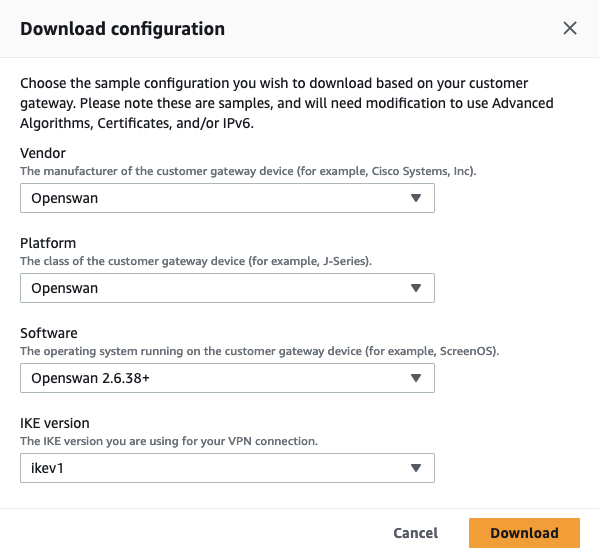 Download configuration
Choose the sample configuration you wish to download based on your customer
gateway. Please note these are samples, and will need modification to use Advanced
Algorithms, Certificates, and/or IPv6.
Vendor
The manufacturer of the customer gateway device (for example, Cisco Systems, Inc).
Openswan
Platform
The class of the customer gateway device (for example, J-Series).
Openswan
Software
The operating system running on the customer gateway device (for example, ScreenOS).
Openswan 2.6.38+
IKE version
The IKE version you are using for your VPN connection.
ikev1
Cancel Download